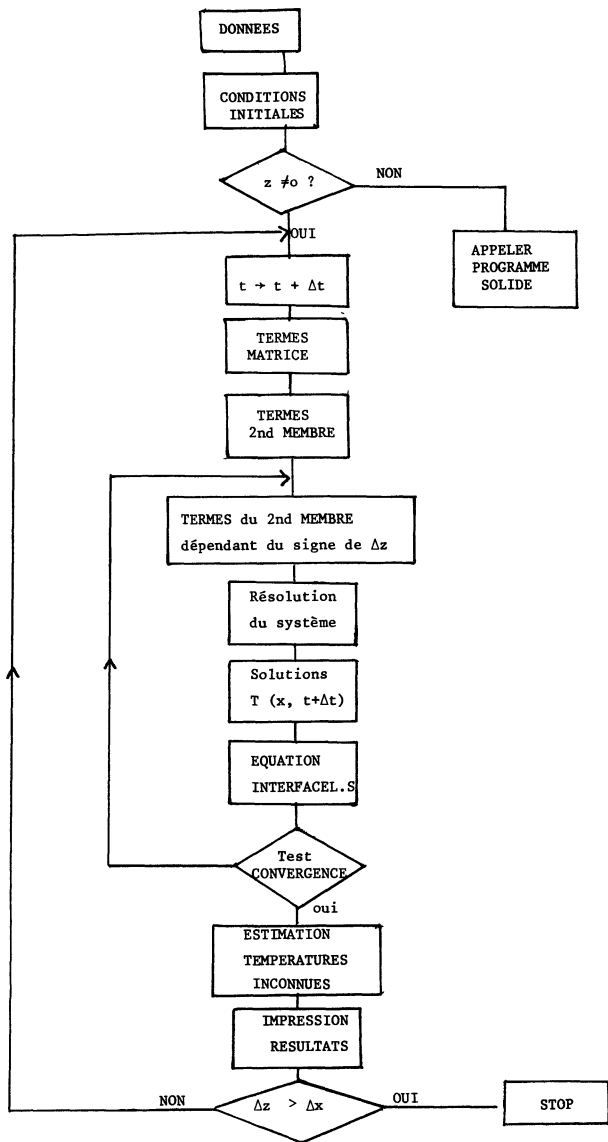 DONNEES
CONDITIONS
INITIALES
z ≠o ?
NON
OUI
APPELER
PROGRAMME
SOLIDE
t → t + Δt
TERMES
MATRICE
TERMES
2nd MEMBRE
TERMES du 2nd MEMBRE
dépendant du signe de Δz
Résolution
du système
Solutions
T (x, t+Δt)
EQUATION
INTERFACEL.S
Test
CONVERGENCE
oui
ESTIMATION
TEMPERATURES
INCONNUES
IMPRESSION
RESULTATS
NON
Δz > Δx
OUI
STOP